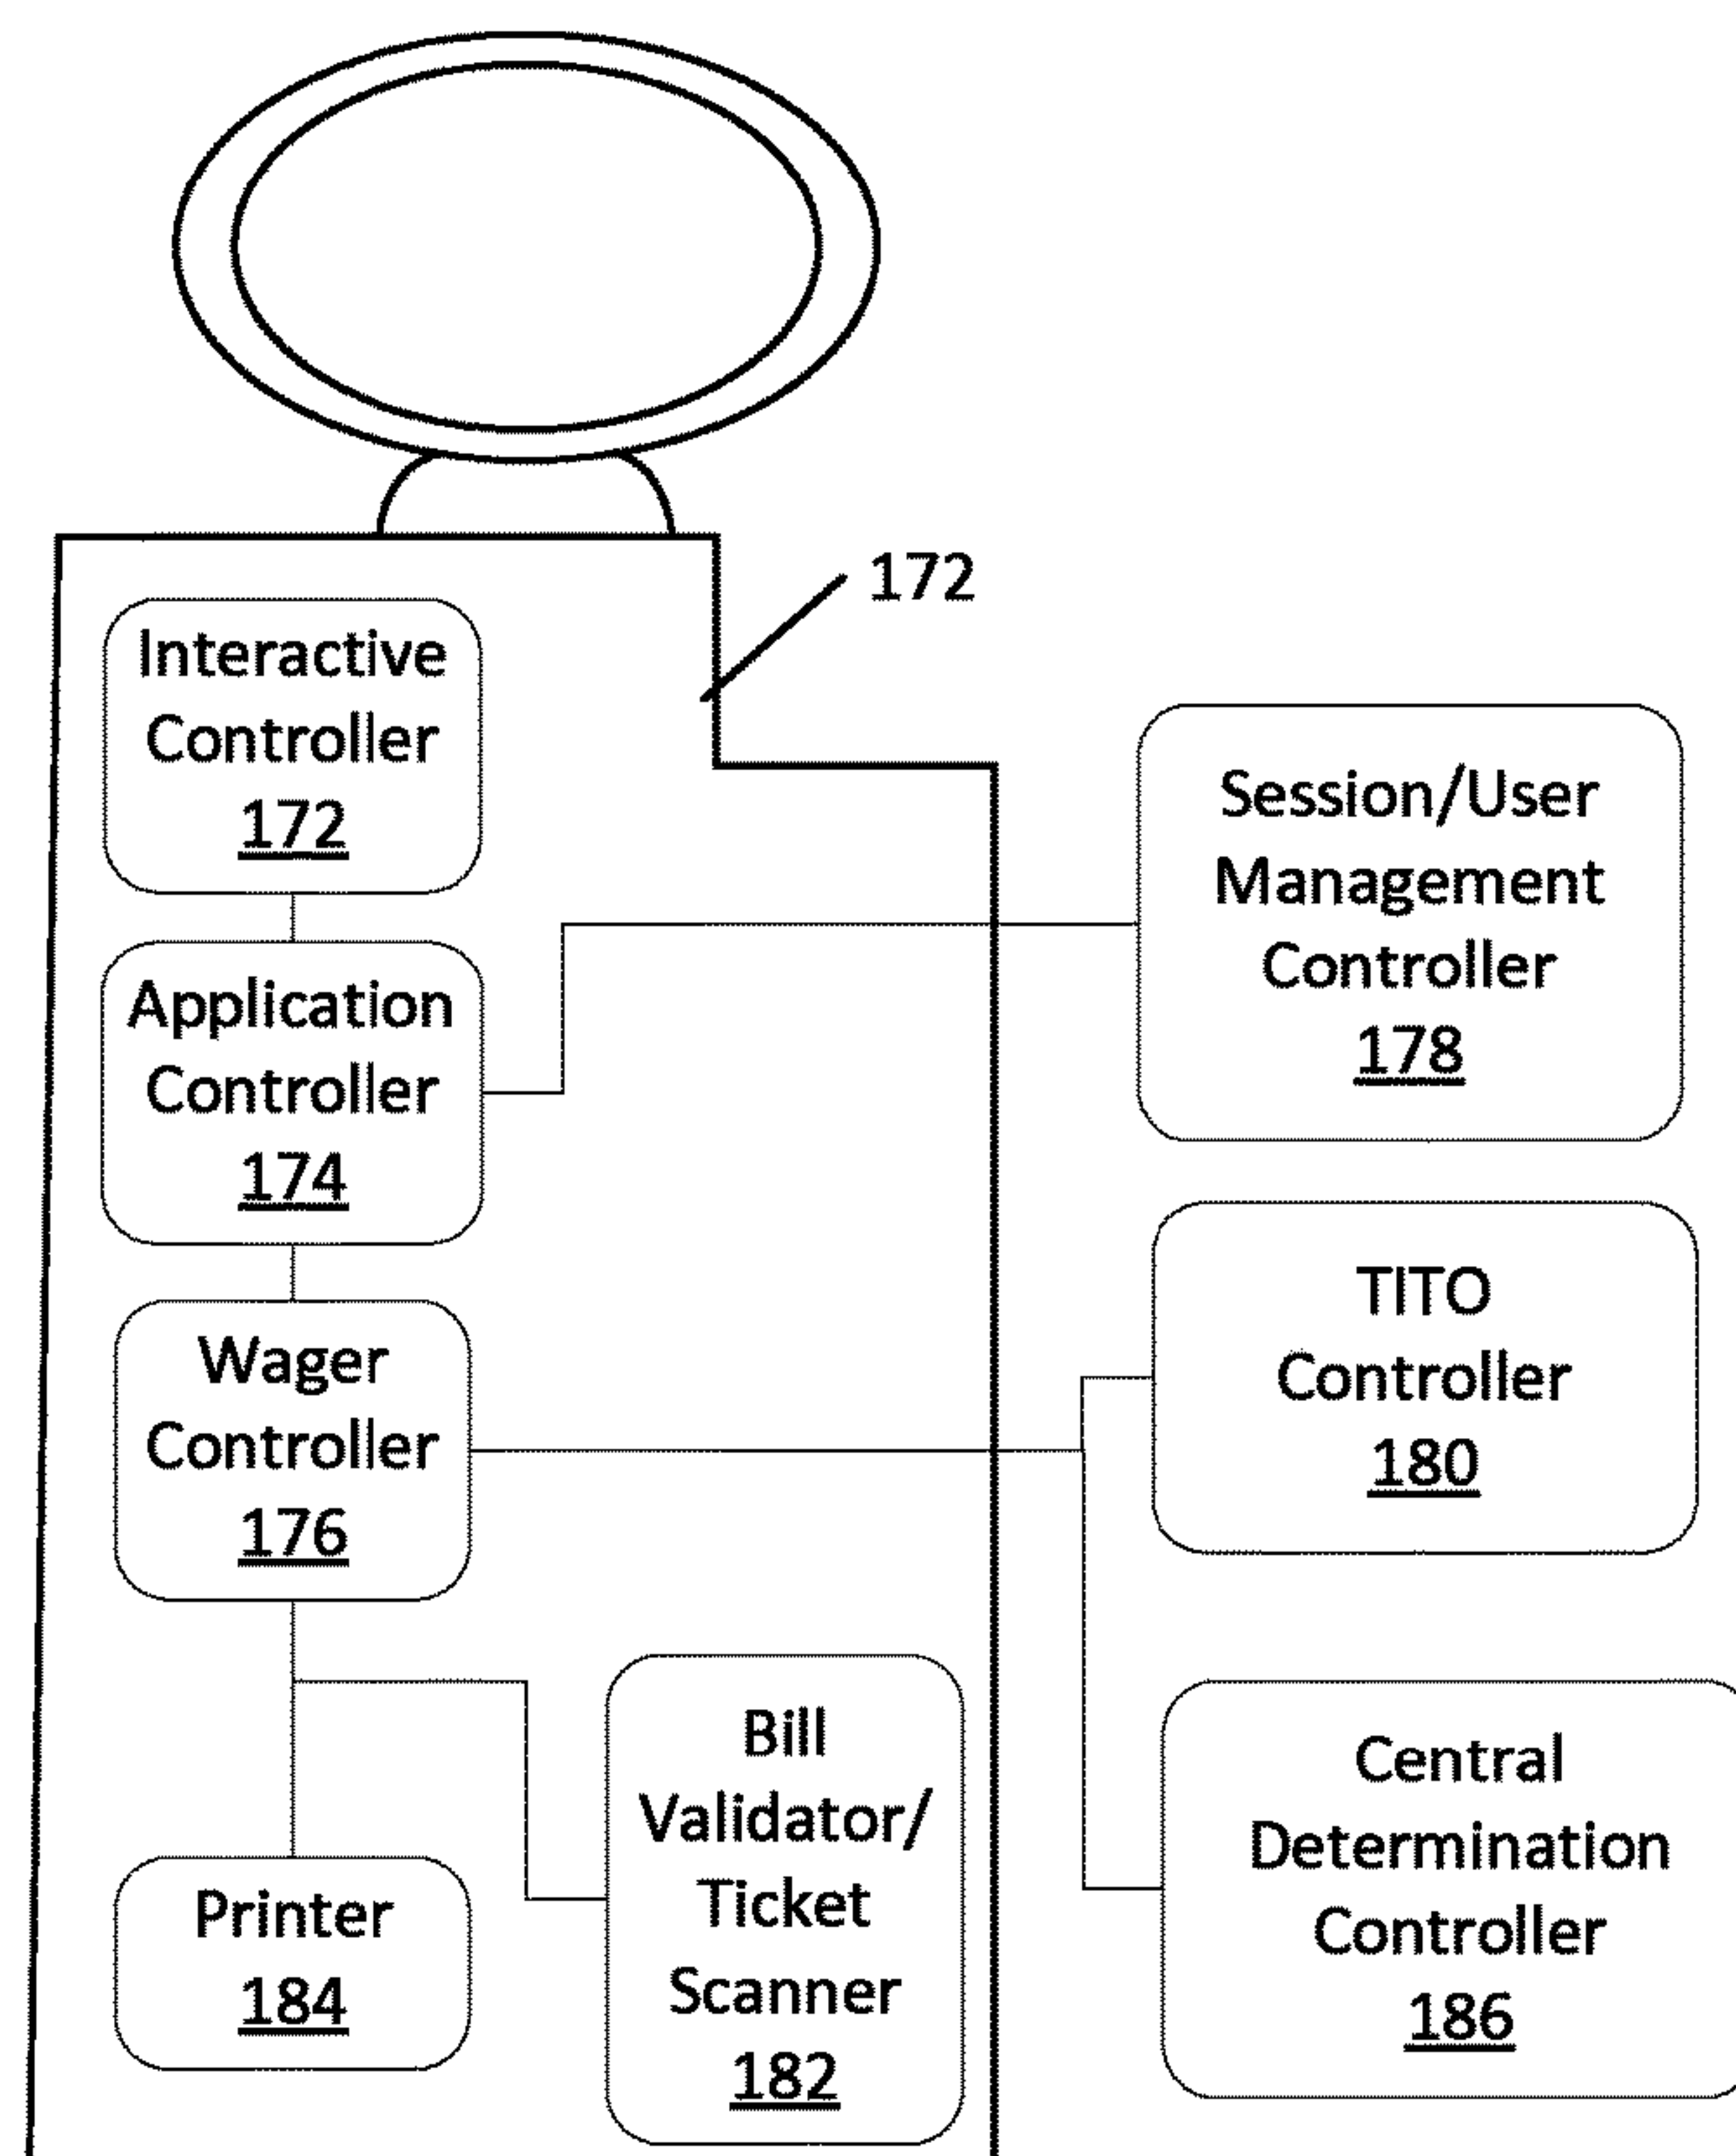 172
Interactive
Controller
172
Application
Controller
174
Wager
Controller
176
Printer
184
Bill
Validator/
Ticket
Scanner
182
Session/User
Management
Controller
178
TITO
Controller
180
Central
Determination
Controller
186